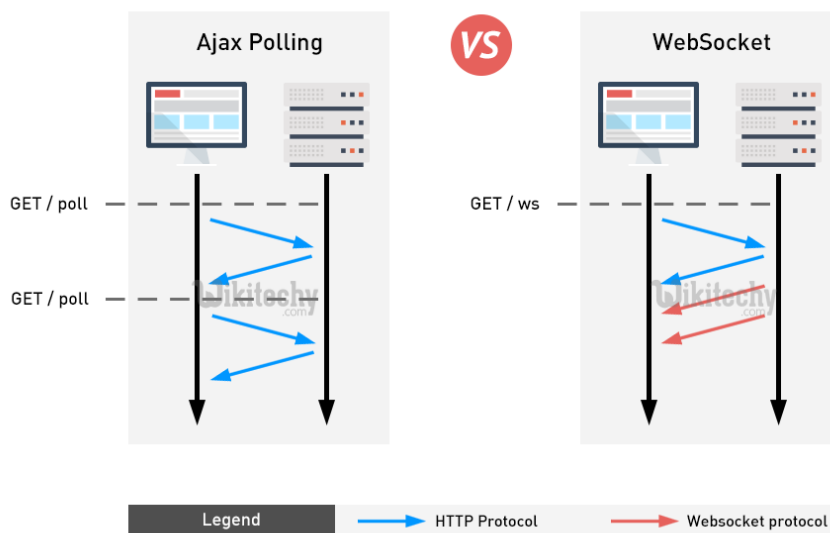 Ajax Polling
VS
WebSocket
GET / poll
GET / ws
Wikitechy
.com
Wikitechy
.com
GET / poll
Legend
HTTP Protocol
Websocket protocol